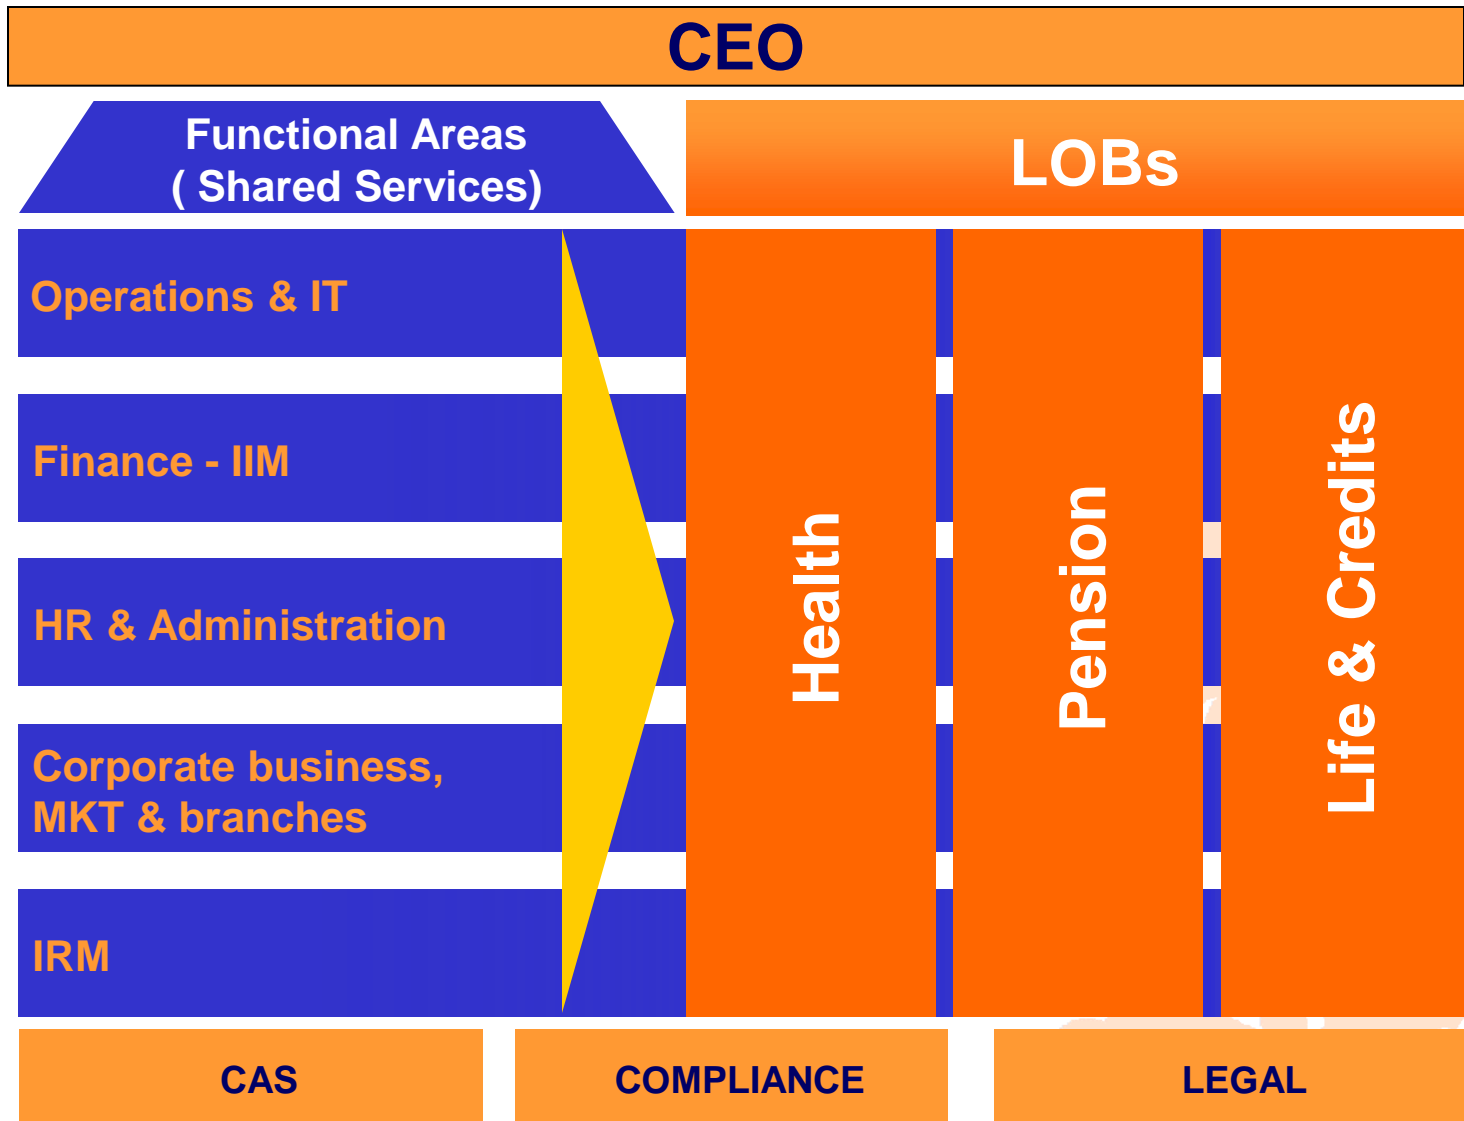 CEO
Functional Areas
( Shared Services)
LOBs
Operations & IT
Finance - IIM
HR & Administration
Corporate business,
MKT & branches
IRM
Health
Pension
Life & Credits
CAS
COMPLIANCE
LEGAL